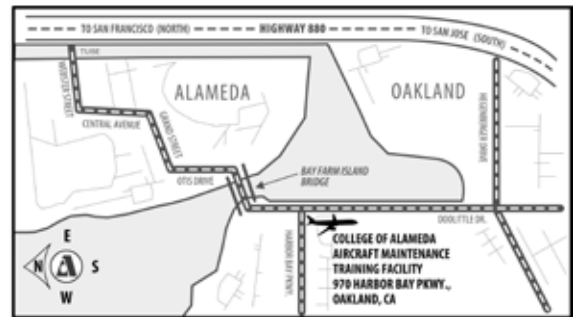 TO SAN FRANCISCO (NORTH)
HIGHWAY 880
TO SAN JOSE (SOUTH)
TUBE
WEBSTER STREET
ALAMEDA
OAKLAND
CENTRAL AVENUE
GRAND STREET
HEGENBERGER DRIVE
BAY FARM ISLAND
BRIDGE
OTIS DRIVE
DOOLITTLE DR.
HARBOR BAY PKWY.
COLLEGE OF ALAMEDA
AIRCRAFT MAINTENANCE
TRAINING FACILITY
970 HARBOR BAY PKWY.,
OAKLAND, CA
E
N
S
W